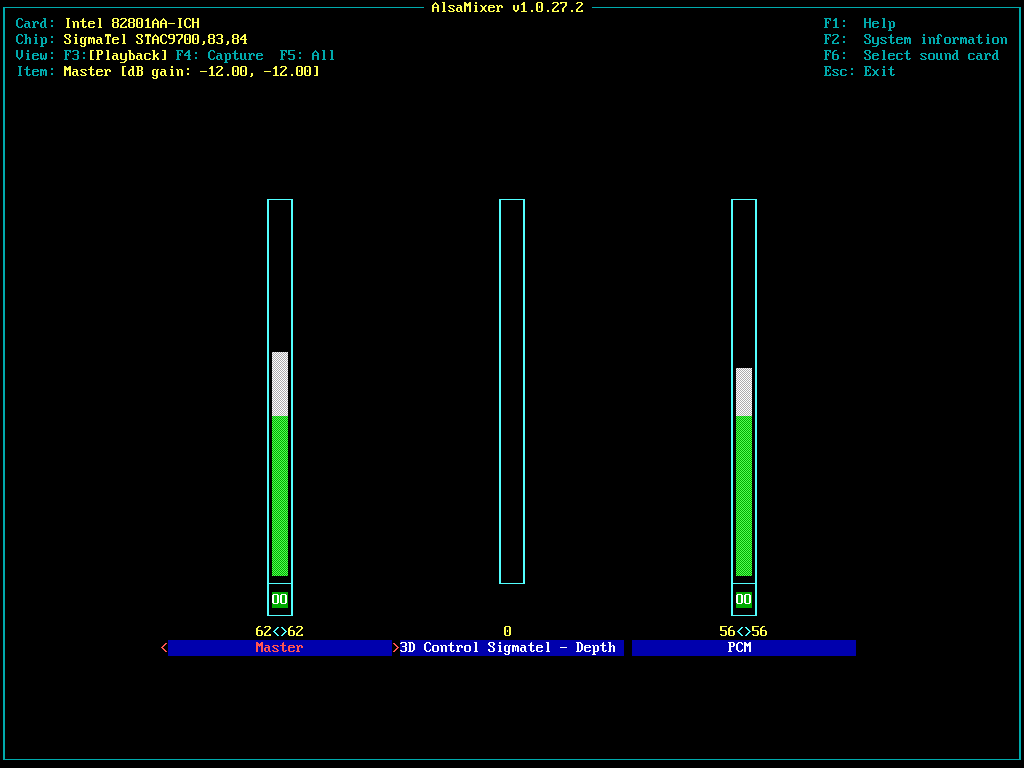 AlsaMixer v1.0.27.2
Card: Intel 82801AA-ICH F1: Help
Chip: SigmaTel STAC9700,83,84 F2: System information
View: F3:[Playback] F4: Capture F5: All F6: Select sound card
Item: Master [dB gain: -12.00, -12.00] Esc: Exit
OO OO
62<>62 0 56<>56
< Master >3D Control Sigmatel - Depth PCM